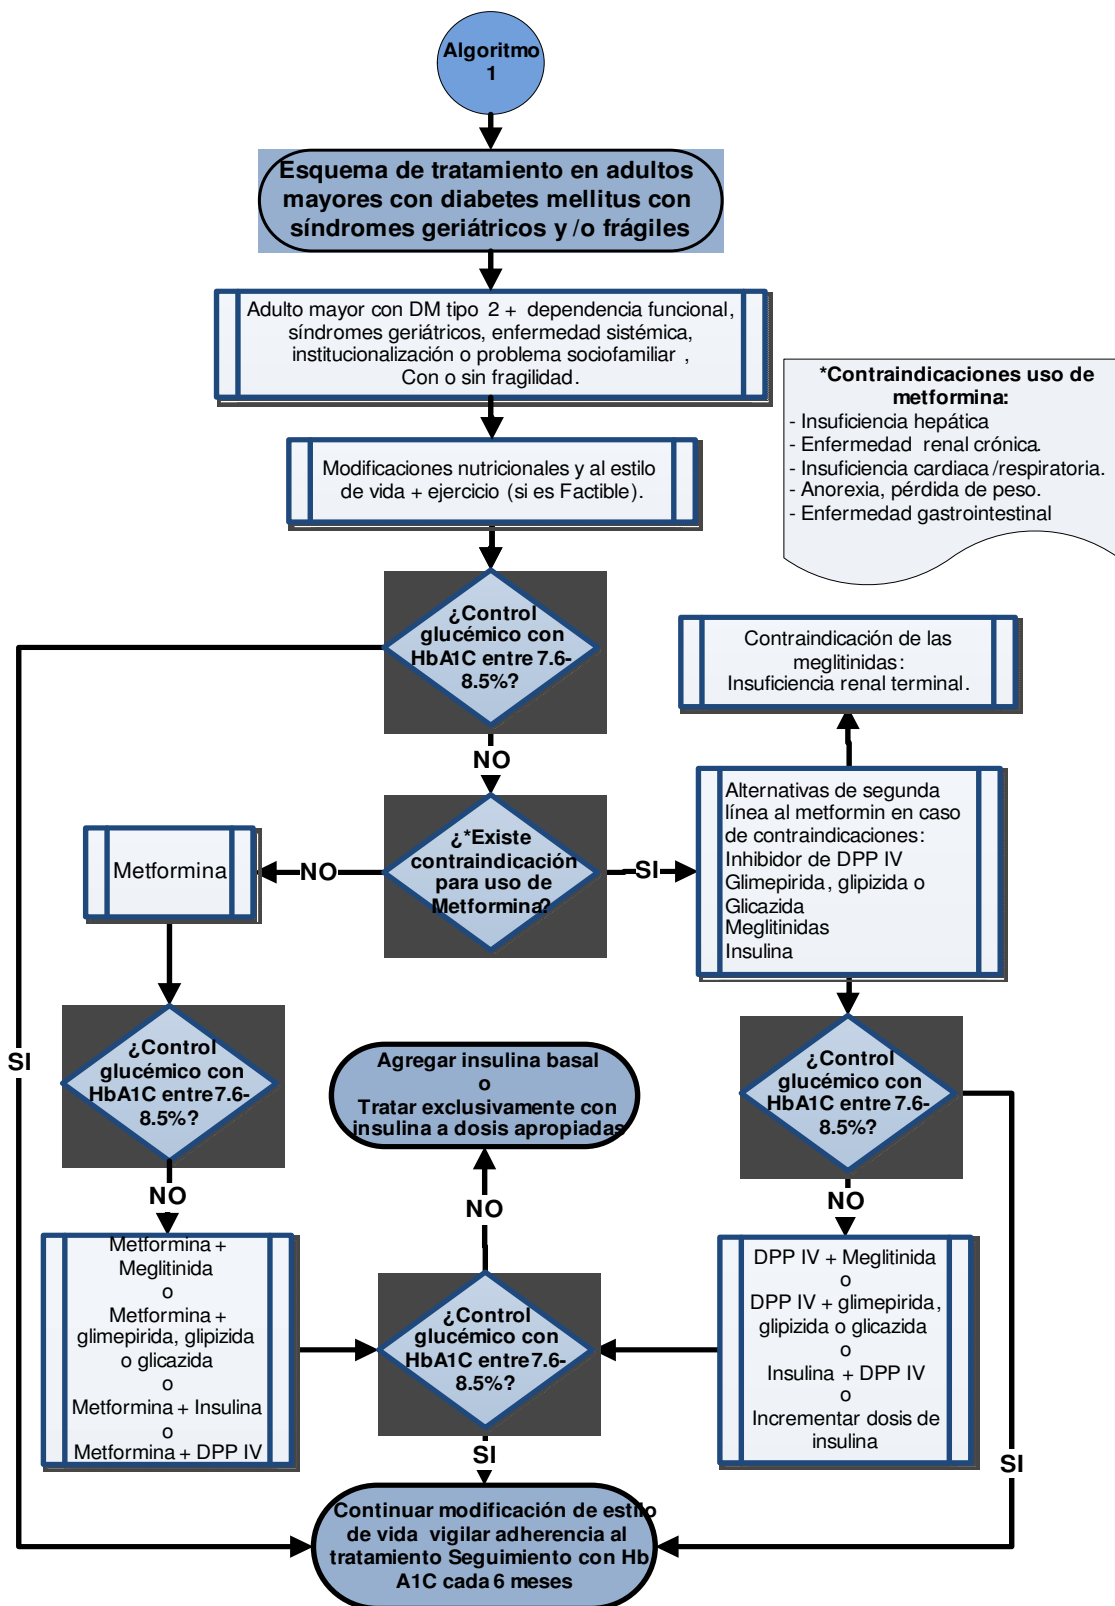 Algoritmo
1
Esquema de tratamiento en adultos
mayores con diabetes mellitus con
síndromes geriátricos y /o frágiles
Adulto mayor con DM tipo 2 + dependencia funcional,
síndromes geriátricos, enfermedad sistémica,
institucionalización o problema sociofamiliar ,
Con o sin fragilidad.
*Contraindicaciones uso de
metformina:
- Insuficiencia hepática
- Enfermedad renal crónica.
- Insuficiencia cardiaca /respiratoria.
- Anorexia, pérdida de peso.
- Enfermedad gastrointestinal
Modificaciones nutricionales y al estilo
de vida + ejercicio (si es Factible).
¿Control
glucémico con
HbA1C entre 7.6-
8.5%?
Contraindicación de las
meglitinidas:
Insuficiencia renal terminal.
NO
Alternativas de segunda
línea al metformin en caso
de contraindicaciones:
Inhibidor de DPP IV
Glimepirida, glipizida o
Glicazida
Meglitinidas
Insulina
¿*Existe
contraindicación
para uso de
Metformina?
NO
SI
Metformina
SI
¿Control
glucémico con
HbA1C entre 7.6-
8.5%?
Agregar insulina basal
o
Tratar exclusivamente con
insulina a dosis apropiadas
¿Control
glucémico con
HbA1C entre 7.6-
8.5%?
NO
NO
NO
Metformina +
Meglitinida
o
Metformina +
glimepirida, glipizida
o glicazida
o
Metformina + Insulina
o
Metformina + DPP IV
¿Control
glucémico con
HbA1C entre 7.6-
8.5%?
DPP IV + Meglitinida
o
DPP IV + glimepirida,
glipizida o glicazida
o
Insulina + DPP IV
o
Incrementar dosis de
insulina
SI
SI
Continuar modificación de estilo
de vida vigilar adherencia al
tratamiento Seguimiento con Hb
A1C cada 6 meses